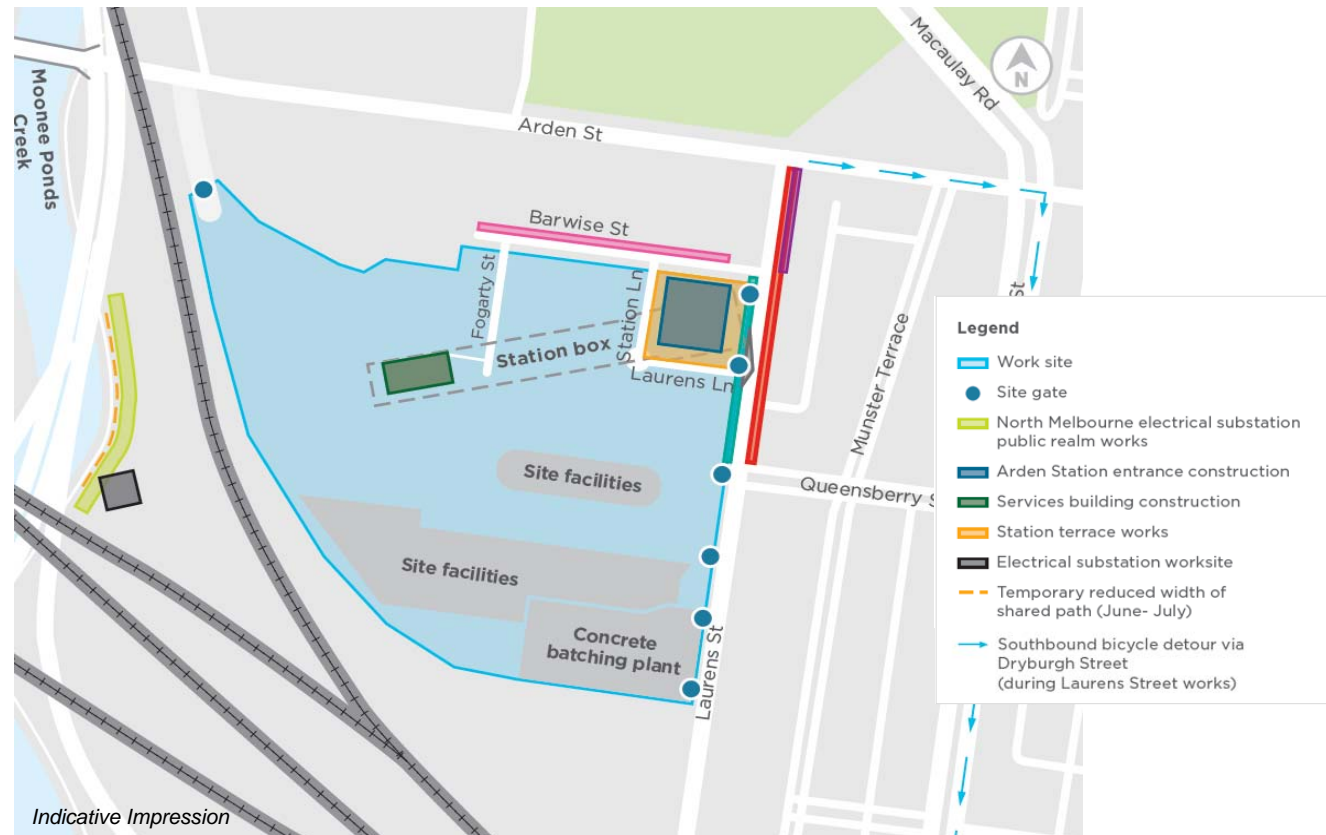 Macaulay Rd
N
Moonee Ponds
Creek
Arden St
Barwise St
Fogarty St
Station Ln
Station box
Laurens Ln
Munster Terrace
St
Site facilities
Queensberry
Site facilities
Concrete
batching plant
Laurens St
Indicative Impression
Legend
Work site
Site gate
North Melbourne electrical substation
public realm works
Arden Station entrance construction
Services building construction
Station terrace works
Electrical substation worksite
Temporary reduced width of
shared path (June- July)
Southbound bicycle detour via
Dryburgh Street
(during Laurens Street works)